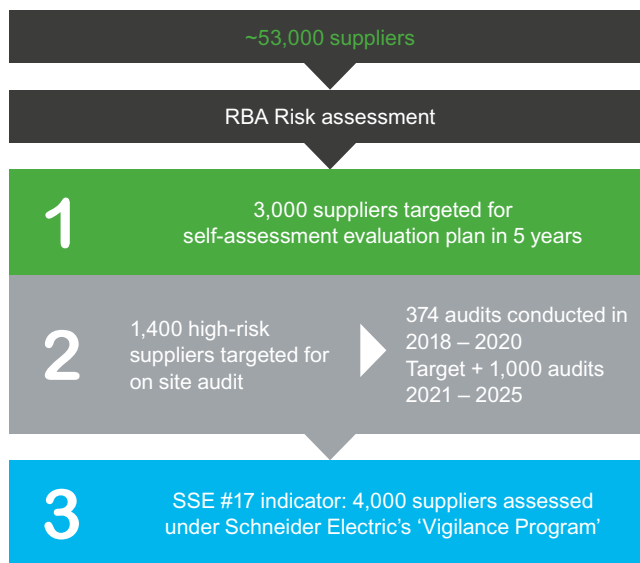 ~53,000 suppliers
RBA Risk assessment
1
3,000 suppliers targeted for
self-assessment evaluation plan in 5 years
2
1,400 high-risk
suppliers targeted for
on site audit
374 audits conducted in
2018 – 2020
Target + 1,000 audits
2021 – 2025
3
SSE #17 indicator: 4,000 suppliers assessed
under Schneider Electric's ‘Vigilance Program’